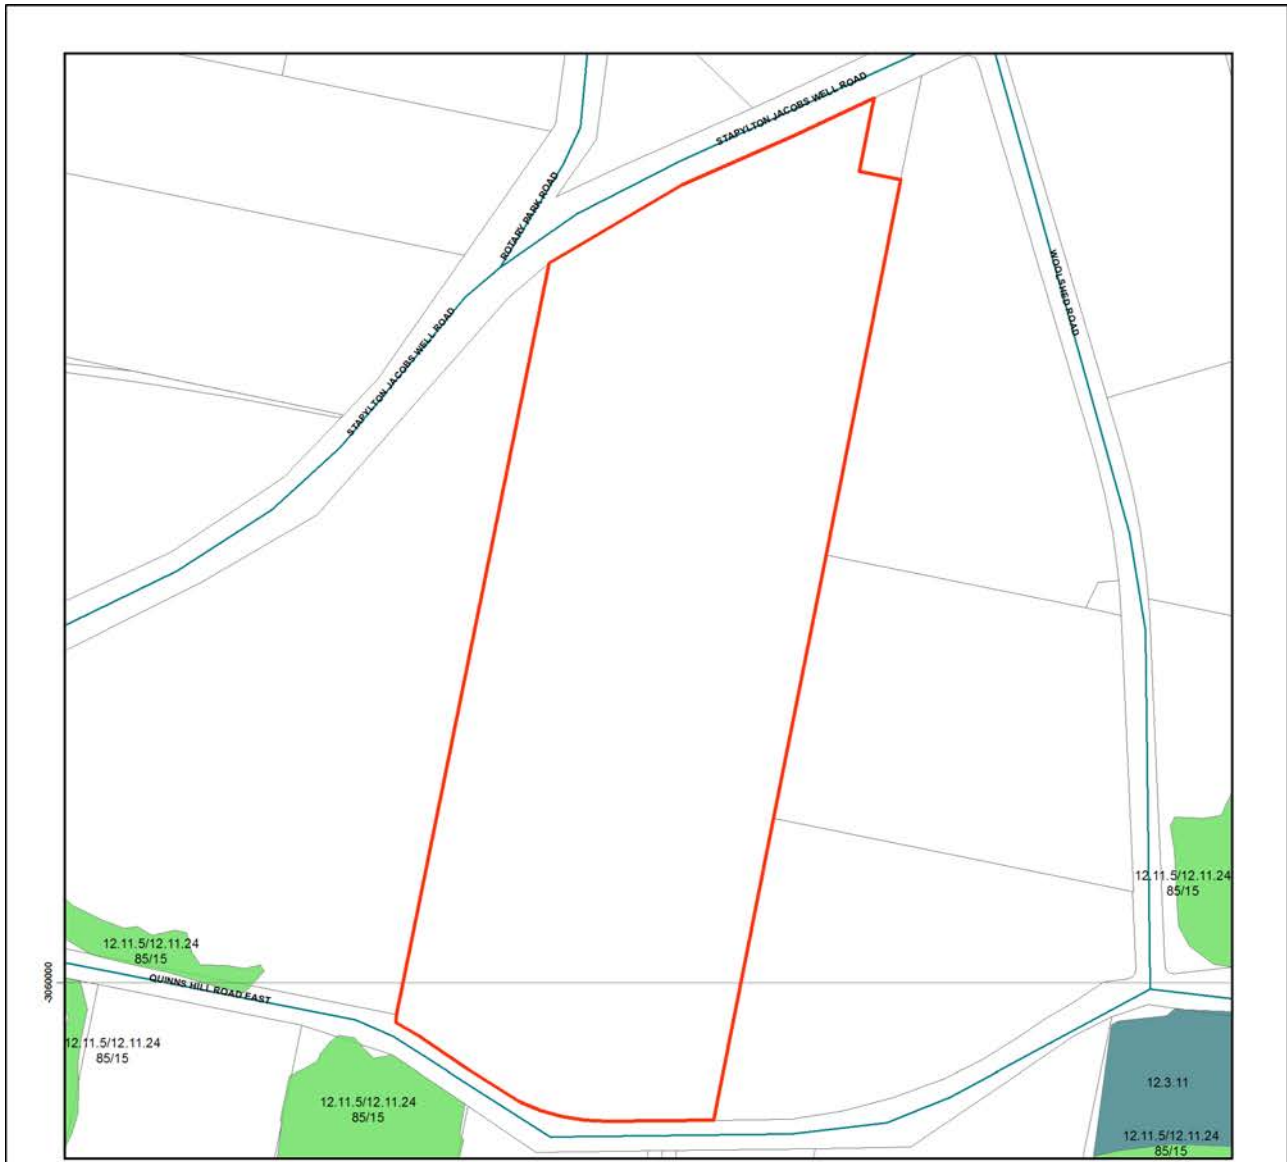 STAPYLTON JACOBS WELL ROAD
ROTARY PARK ROAD
WOOLSHED ROAD
STAPYLTON JACOBS WELL ROAD
12.11.5/12.11.24
85/15
12.11.5/12.11.24
85/15
-3060000
QUINNS HILL ROAD EAST
12.11.5/12.11.24
85/15
12.11.5/12.11.24
85/15
12.3.11
12.11.5/12.11.24
85/15